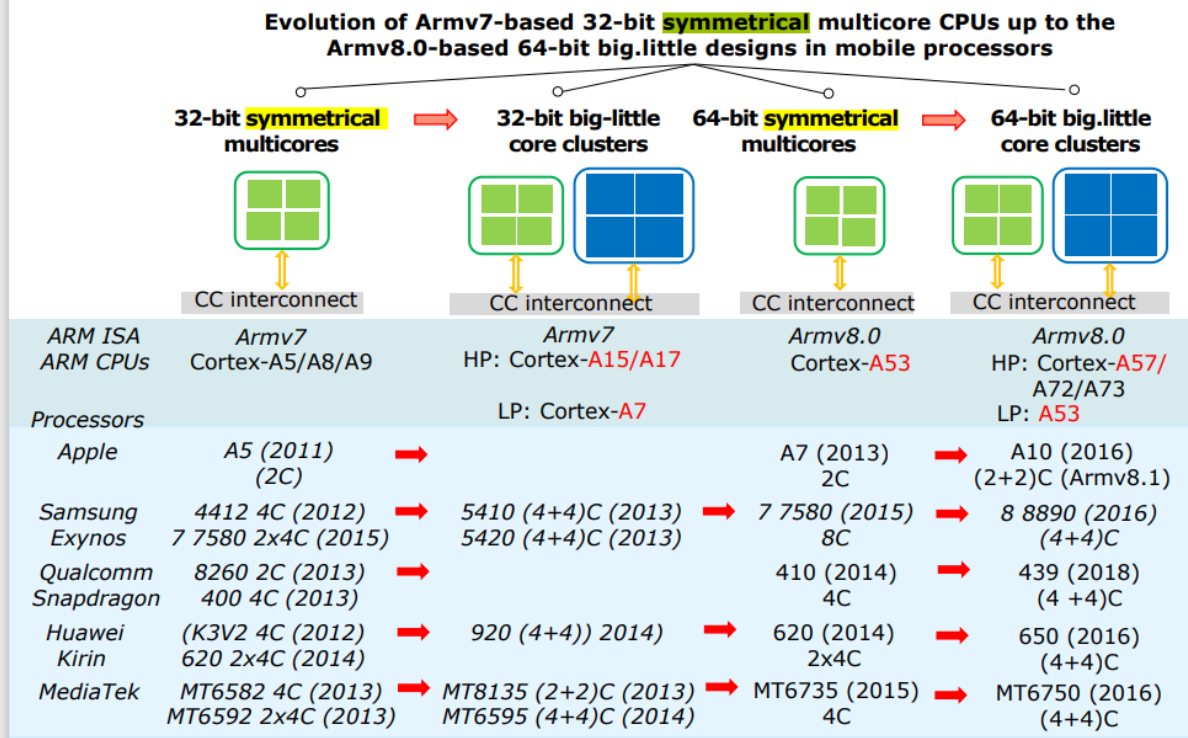 Evolution of Armv7-based 32-bit symmetrical multicore CPUs up to the
Armv8.0-based 64-bit big.little designs in mobile processors
32-bit symmetrical
multicores
32-bit big-little
core clusters
64-bit symmetrical
multicores
64-bit big.little
core clusters
CC interconnect
CC interconnect
CC interconnect
CC interconnect
ARM ISA Armv7 Armv7 Armv8.0 Armv8.0
ARM CPUs Cortex-A5/A8/A9 HP: Cortex-A15/A17 Cortex-A53 HP: Cortex-A57/
A72/A73
LP: Cortex-A7 LP: A53
Processors
Apple A5 (2011) A7 (2013) A10 (2016)
(2C) 2C (2+2)C (Armv8.1)
Samsung 4412 4C (2012) 5410 (4+4)C (2013) 7 7580 (2015) 8 8890 (2016)
Exynos 7 7580 2x4C (2015) 5420 (4+4)C (2013) 8C (4+4)C
Qualcomm 8260 2C (2013) 410 (2014) 439 (2018)
Snapdragon 400 4C (2013) 4C (4 +4)C
Huawei (K3V2 4C (2012) 920 (4+4)) 2014) 620 (2014) 650 (2016)
Kirin 620 2x4C (2014) 2x4C (4+4)C
MediaTek MT6582 4C (2013) MT8135 (2+2)C (2013) MT6735 (2015) MT6750 (2016)
MT6592 2x4C (2013) MT6595 (4+4)C (2014) 4C (4+4)C